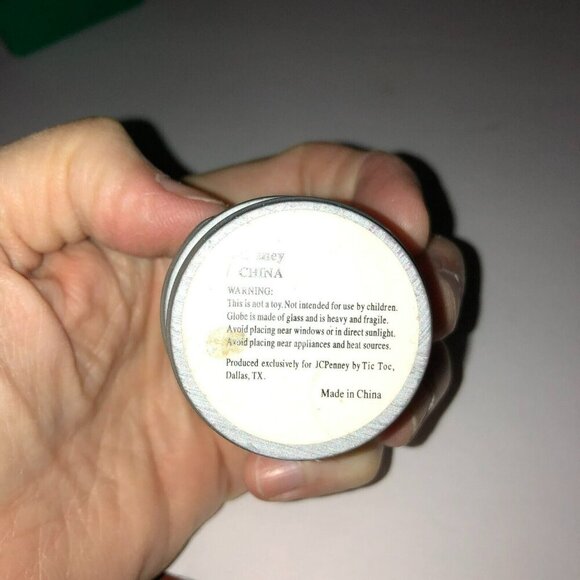 CHINA
WARNING:
This is not a toy. Not intended for use by children.
Globe is made of glass and is heavy and fragile.
Avoid placing near windows or in direct sunlight.
Avoid placing near appliances and heat sources.
Produced exclusively for JCPenney by Tic Toc,
Dallas, TX.
Made in China